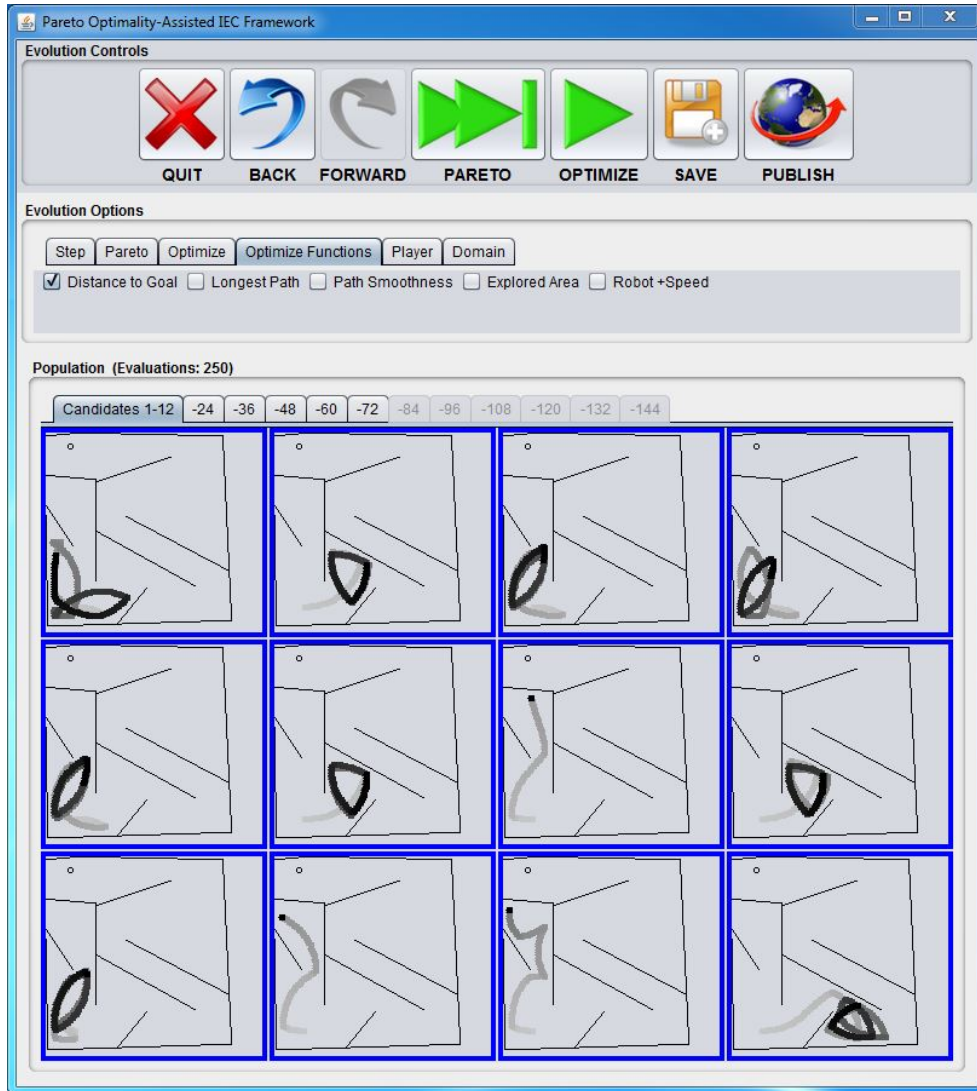 Pareto Optimality-Assisted IEC Framework
Evolution Controls
QUIT BACK FORWARD PARETO OPTIMIZE SAVE PUBLISH
Evolution Options
Step Pareto Optimize Optimize Functions Player Domain
Distance to Goal Longest Path Path Smoothness Explored Area Robot +Speed
Population (Evaluations: 250)
Candidates 1-12 -24 -36 -48 -60 -72 -84 -96 -108 -120 -132 -144